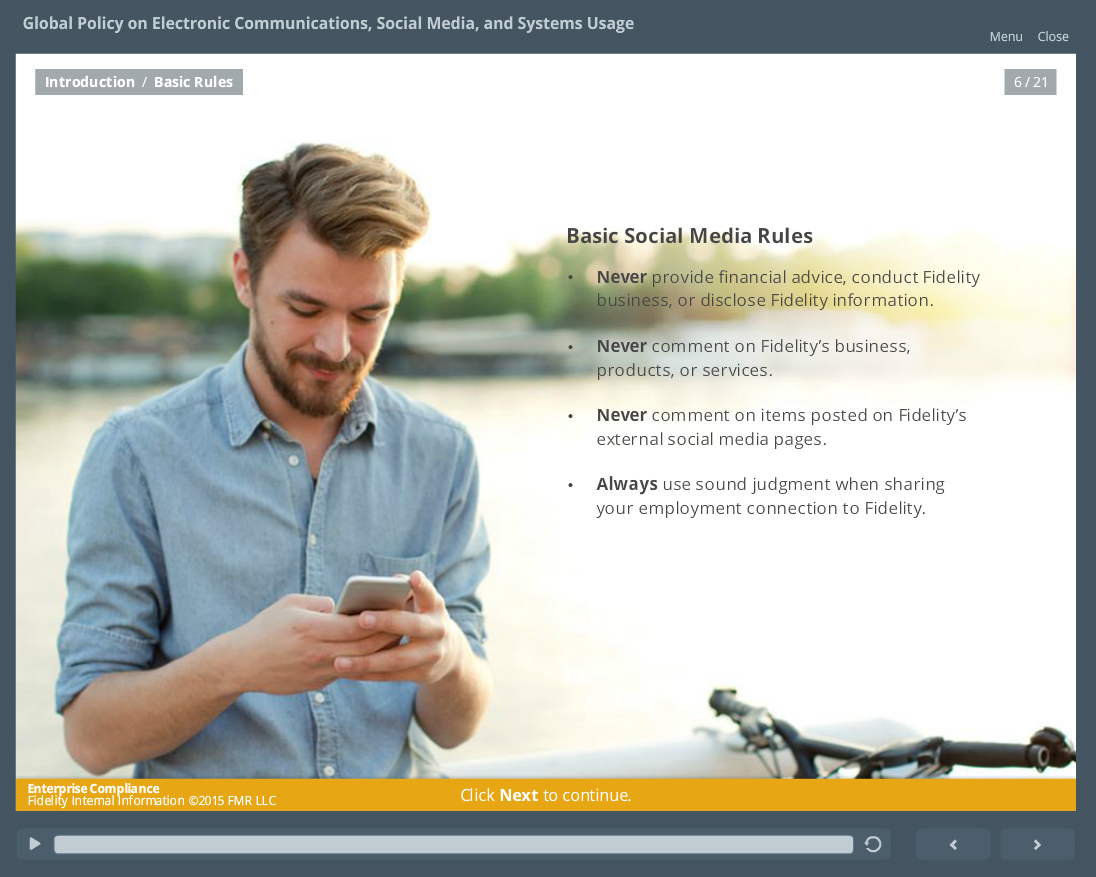 Global Policy on Electronic Communications, Social Media, and Systems Usage
Menu Close
Introduction / Basic Rules
6 / 21
Basic Social Media Rules
• Never provide financial advice, conduct Fidelity
business, or disclose Fidelity information.
• Never comment on Fidelity’s business,
products, or services.
• Never comment on items posted on Fidelity’s
external social media pages.
• Always use sound judgment when sharing
your employment connection to Fidelity.
Enterprise Compliance
Fidelity Internal Information ©2015 FMR LLC
Click Next to continue.